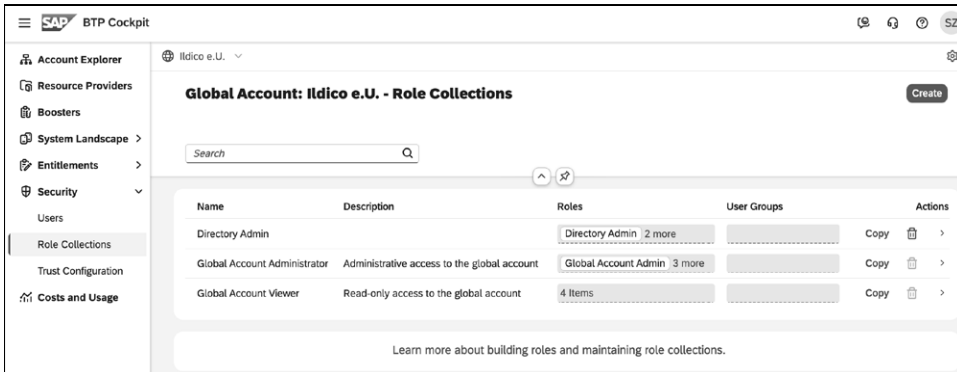 SAP BTP Cockpit SZ
Account Explorer
Resource Providers
Boosters
System Landscape
Entitlements
Security
Users
Role Collections
Trust Configuration
Costs and Usage
Ildico e.U.
Global Account: Ildico e.U. - Role Collections Create
Search
Name Description Roles User Groups Actions
Directory Admin Directory Admin 2 more Copy
Global Account Administrator Administrative access to the global account Global Account Admin 3 more Copy
Global Account Viewer Read-only access to the global account 4 Items Copy
Learn more about building roles and maintaining role collections.